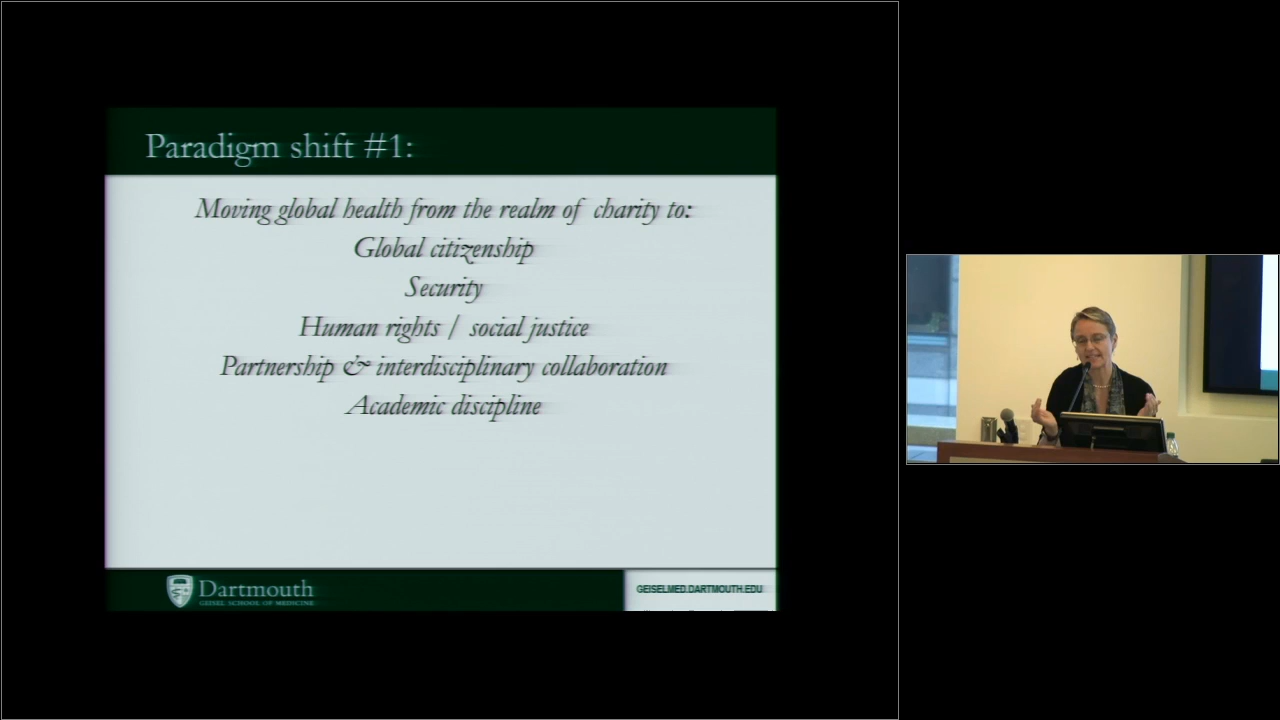 Paradigm shift #1:
Moving global health from the realm of charity to:
Global citizenship
Security
Human rights / social justice
Partnership & interdisciplinary collaboration
Academic discipline
Dartmouth
GEISEL SCHOOL OF MEDICINE
GEISELMED.DARTMOUTH.EDU